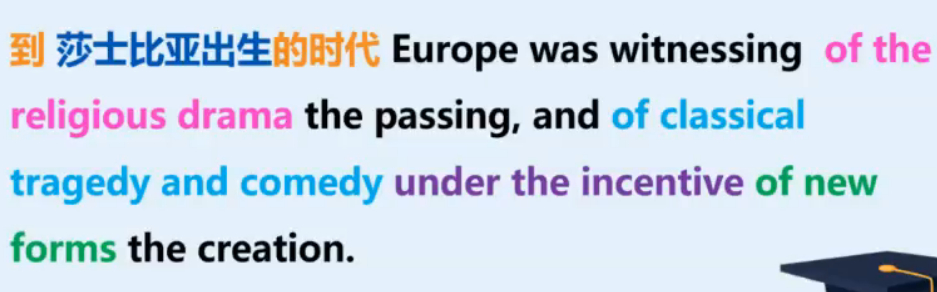 到 莎士比亚出生的时代 Europe was witnessing of the
religious drama the passing, and of classical
tragedy and comedy under the incentive of new
forms the creation.